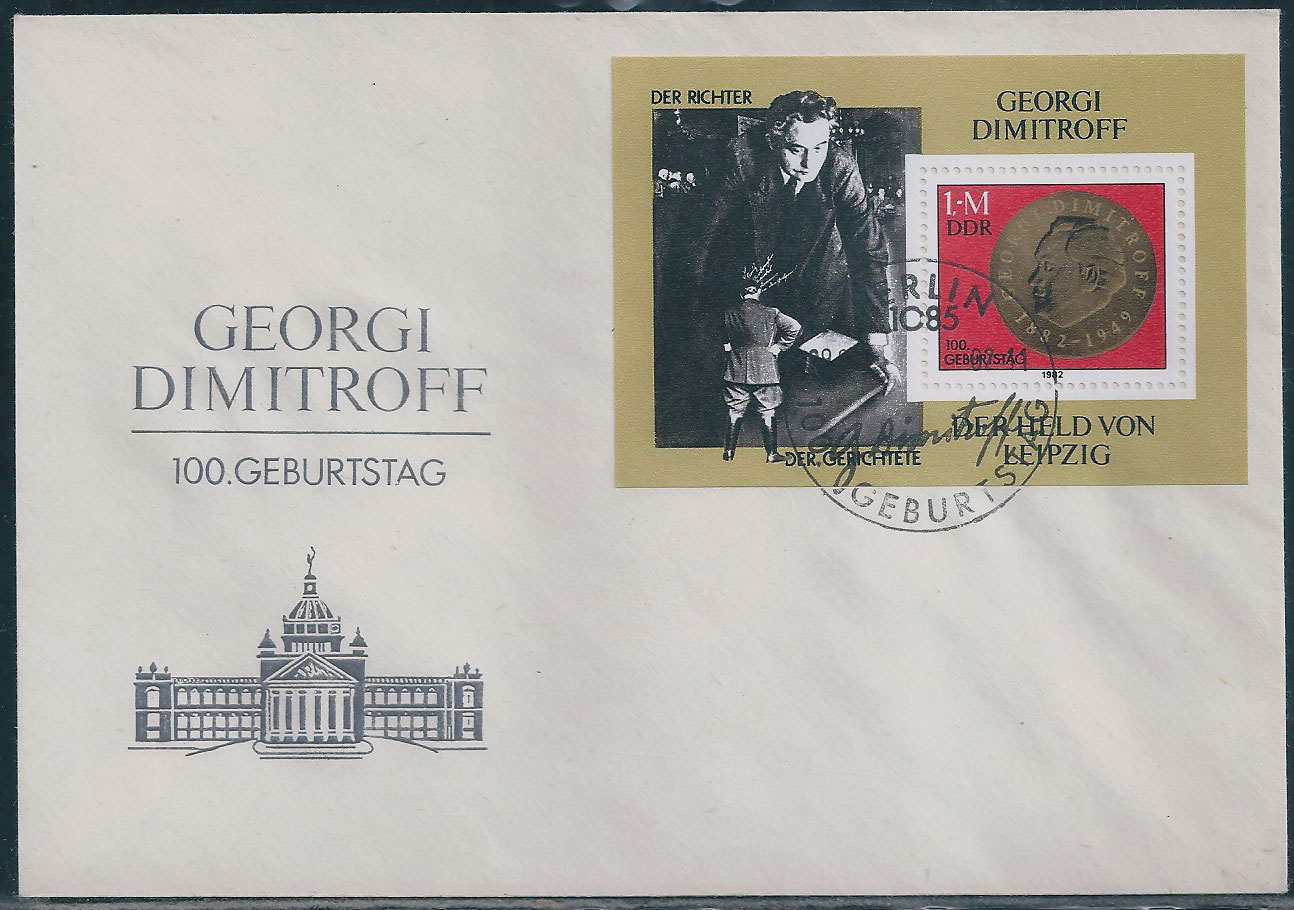 GEORGI
DIMITROFF
100.GEBURTSTAG
DER RICHTER
DER GERICHTETE
GEORGI
DIMITROFF
1,-M
DDR
GEORGI DIMITROFF
1882-1949
100.
GEBURTSTAG
1982
DER HELD VON
LEIPZIG
1085